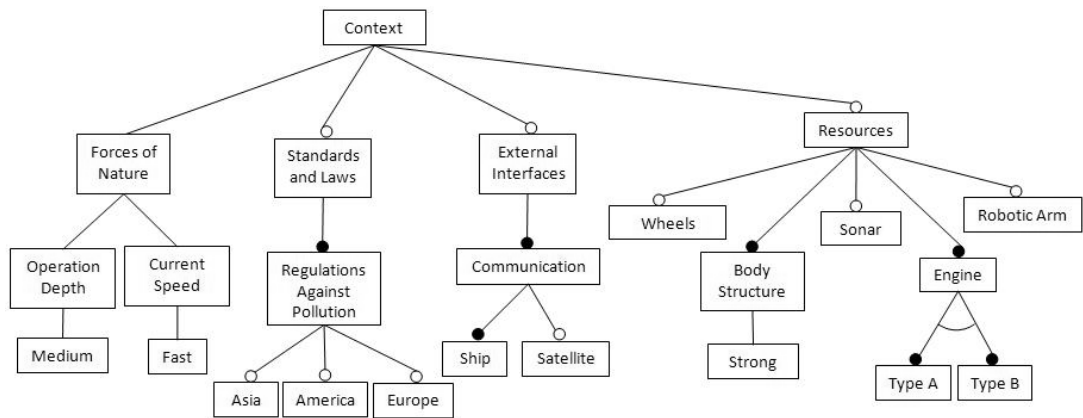 Context
Forces of
Nature
Standards
and Laws
External
Interfaces
Resources
Wheels
Sonar
Robotic Arm
Operation
Depth
Current
Speed
Regulations
Against
Pollution
Communication
Body
Structure
Engine
Medium
Fast
Ship
Satellite
Strong
Asia
America
Europe
Type A
Type B